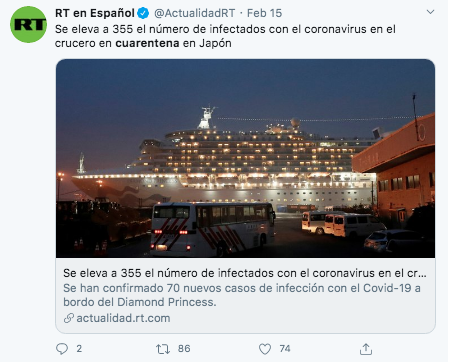 RT
RT en Español @ActualidadRT · Feb 15
Se eleva a 355 el número de infectados con el coronavirus en el
crucero en cuarentena en Japón
Se eleva a 355 el número de infectados con el coronavirus en el cr...
Se han confirmado 70 nuevos casos de infección con el Covid-19 a
bordo del Diamond Princess.
actualidad.rt.com
2 86 74